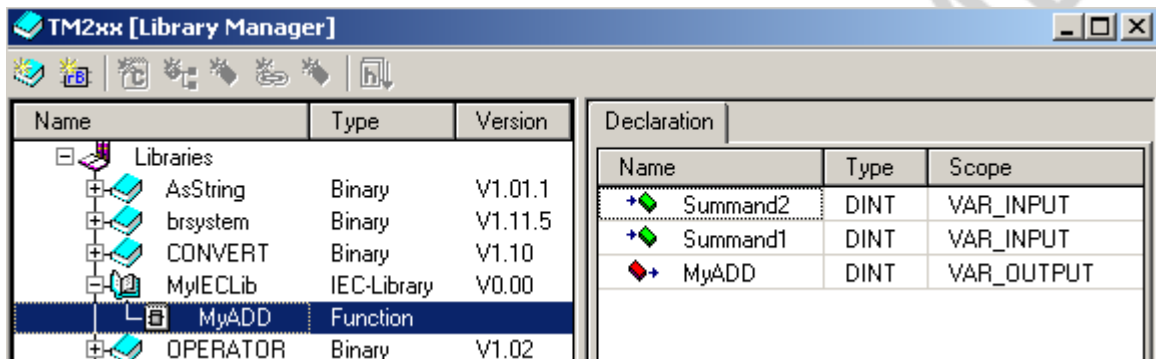 TM2xx [Library Manager]
Name Type Version
Libraries
AsString Binary V1.01.1
brsystem Binary V1.11.5
CONVERT Binary V1.10
MyIECLib IEC-Library V0.00
MyADD Function
OPERATOR Binary V1.02
Declaration
Name Type Scope
Summand2 DINT VAR_INPUT
Summand1 DINT VAR_INPUT
MyADD DINT VAR_OUTPUT